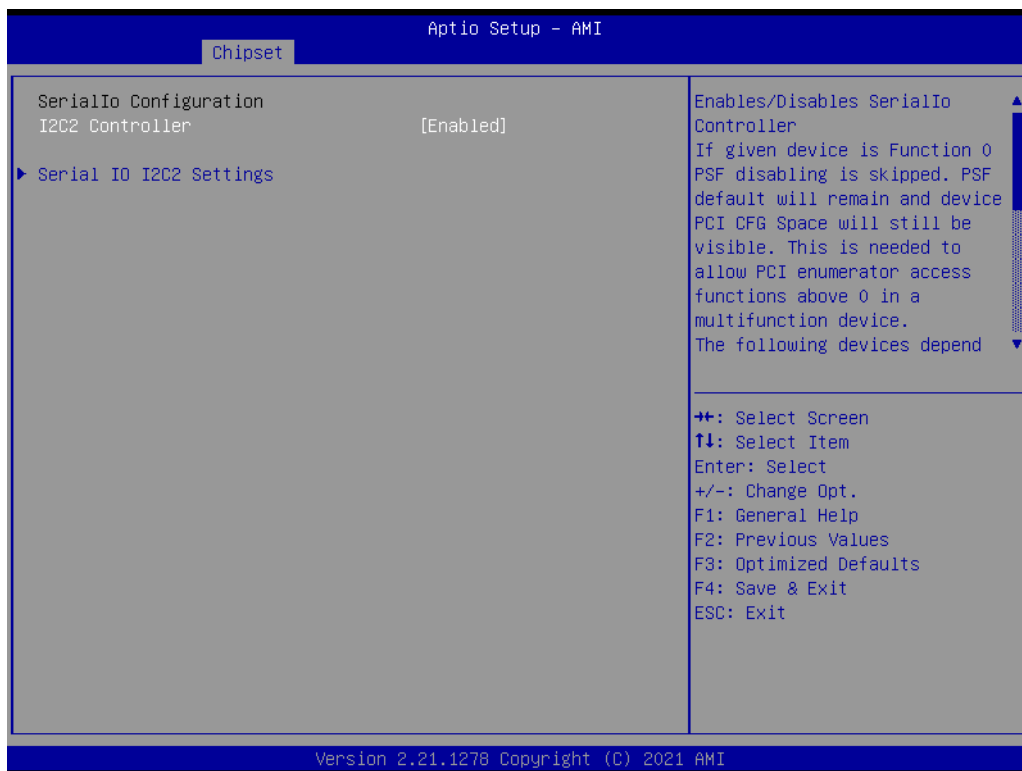 Aptio Setup - AMI
Chipset
SerialIo Configuration
I2C2 Controller [Enabled]
Serial IO I2C2 Settings
Enables/Disables SerialIo
Controller
If given device is Function 0
PSF disabling is skipped. PSF
default will remain and device
PCI CFG Space will still be
visible. This is needed to
allow PCI enumerator access
functions above 0 in a
multifunction device.
The following devices depend
→←: Select Screen
↑↓: Select Item
Enter: Select
+/-: Change Opt.
F1: General Help
F2: Previous Values
F3: Optimized Defaults
F4: Save & Exit
ESC: Exit
Version 2.21.1278 Copyright (C) 2021 AMI